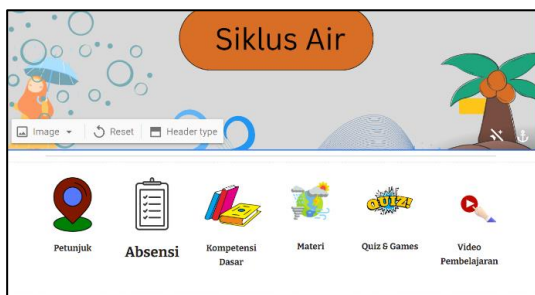 Siklus Air
Image
Reset
Header type
Petunjuk
Absensi
Kompetensi
Dasar
Materi
QUIZ!
Quiz & Games
Video
Pembelajaran